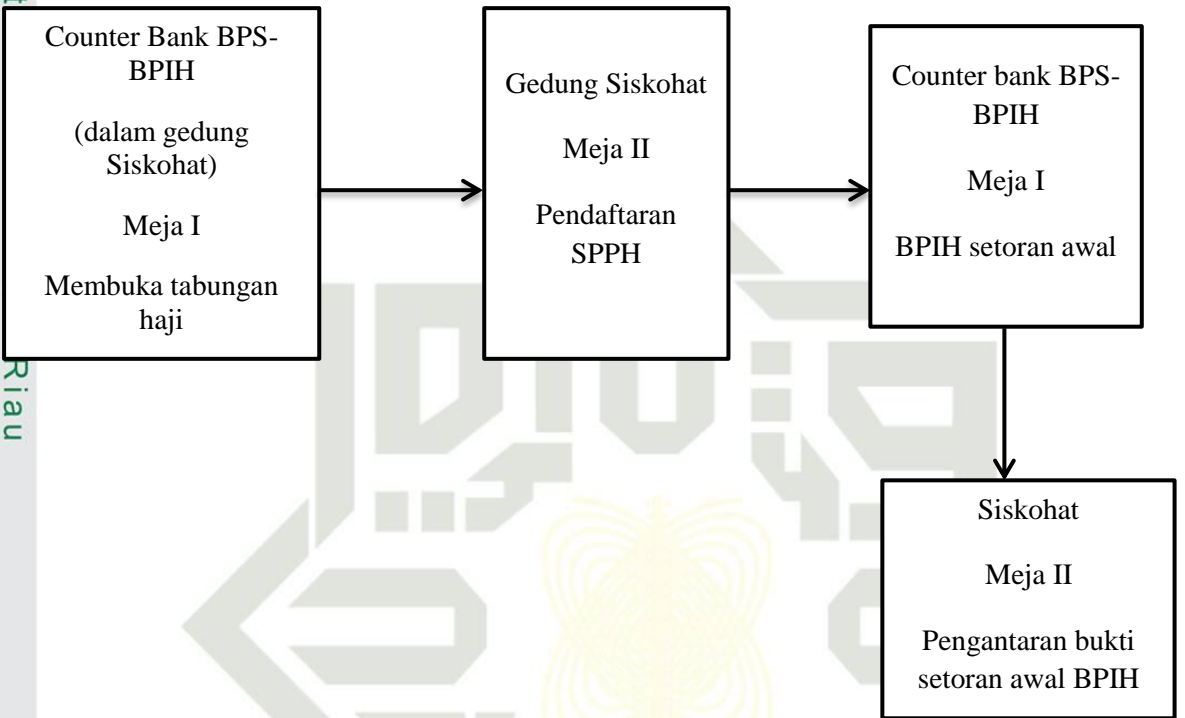 Counter Bank BPS-
BPIH
(dalam gedung
Siskohat)
Meja I
Membuka tabungan
haji
Gedung Siskohat
Meja II
Pendaftaran
SPPH
Counter bank BPS-
BPIH
Meja I
BPIH setoran awal
Siskohat
Meja II
Pengantaran bukti
setoran awal BPIH
Riau